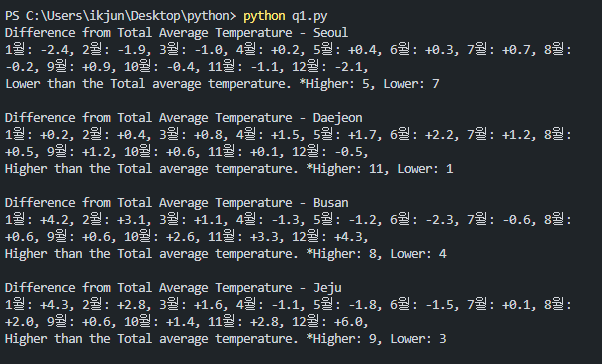 PS C:\Users\ikjun\Desktop\python> python q1.py
Difference from Total Average Temperature - Seoul
1월: -2.4, 2월: -1.9, 3월: -1.0, 4월: +0.2, 5월: +0.4, 6월: +0.3, 7월: +0.7, 8월:
-0.2, 9월: +0.9, 10월: -0.4, 11월: -1.1, 12월: -2.1,
Lower than the Total average temperature. *Higher: 5, Lower: 7
Difference from Total Average Temperature - Daejeon
1월: +0.2, 2월: +0.4, 3월: +0.8, 4월: +1.5, 5월: +1.7, 6월: +2.2, 7월: +1.2, 8월:
+0.5, 9월: +1.2, 10월: +0.6, 11월: +0.1, 12월: -0.5,
Higher than the Total average temperature. *Higher: 11, Lower: 1
Difference from Total Average Temperature - Busan
1월: +4.2, 2월: +3.1, 3월: +1.1, 4월: -1.3, 5월: -1.2, 6월: -2.3, 7월: -0.6, 8월:
+0.6, 9월: +0.6, 10월: +2.6, 11월: +3.3, 12월: +4.3,
Higher than the Total average temperature. *Higher: 8, Lower: 4
Difference from Total Average Temperature - Jeju
1월: +4.3, 2월: +2.8, 3월: +1.6, 4월: -1.1, 5월: -1.8, 6월: -1.5, 7월: +0.1, 8월:
+2.0, 9월: +0.6, 10월: +1.4, 11월: +2.8, 12월: +6.0,
Higher than the Total average temperature. *Higher: 9, Lower: 3